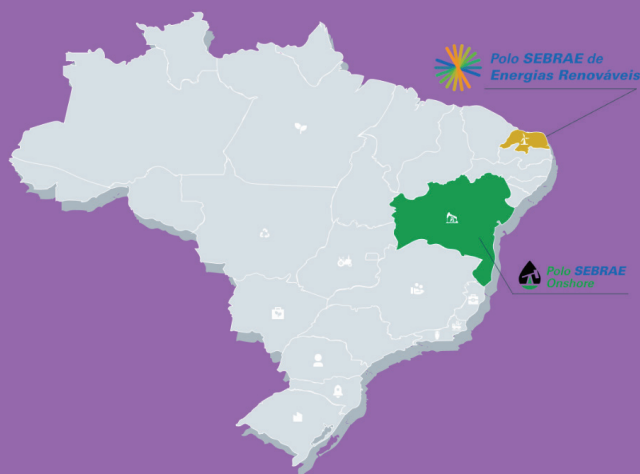 Polo SEBRAE de
Energias Renováveis
Polo SEBRAE
Onshore